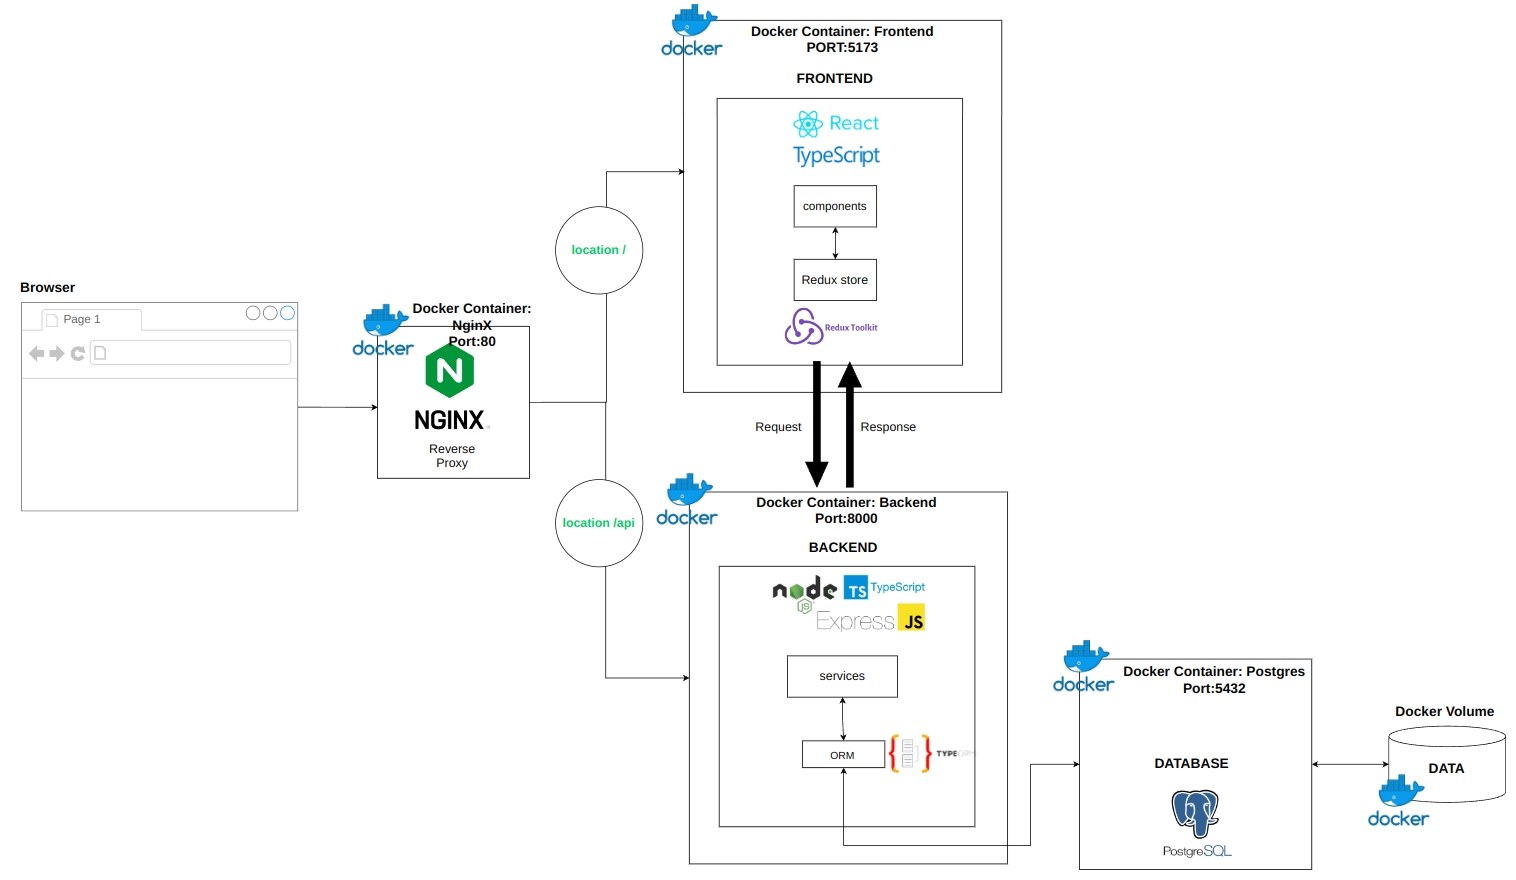 Browser
Page 1
docker
Docker Container:
NginX
Port:80
NGINX
Reverse
Proxy
location /
location /api
docker
Docker Container: Frontend
PORT:5173
FRONTEND
React
TypeScript
components
Redux store
Redux Toolkit
Request
Response
docker
Docker Container: Backend
Port:8000
BACKEND
node
JS
TS
TypeScript
Express
JS
services
ORM
TYPEORM
docker
Docker Container: Postgres
Port:5432
DATABASE
PostgreSQL
Docker Volume
DATA
docker